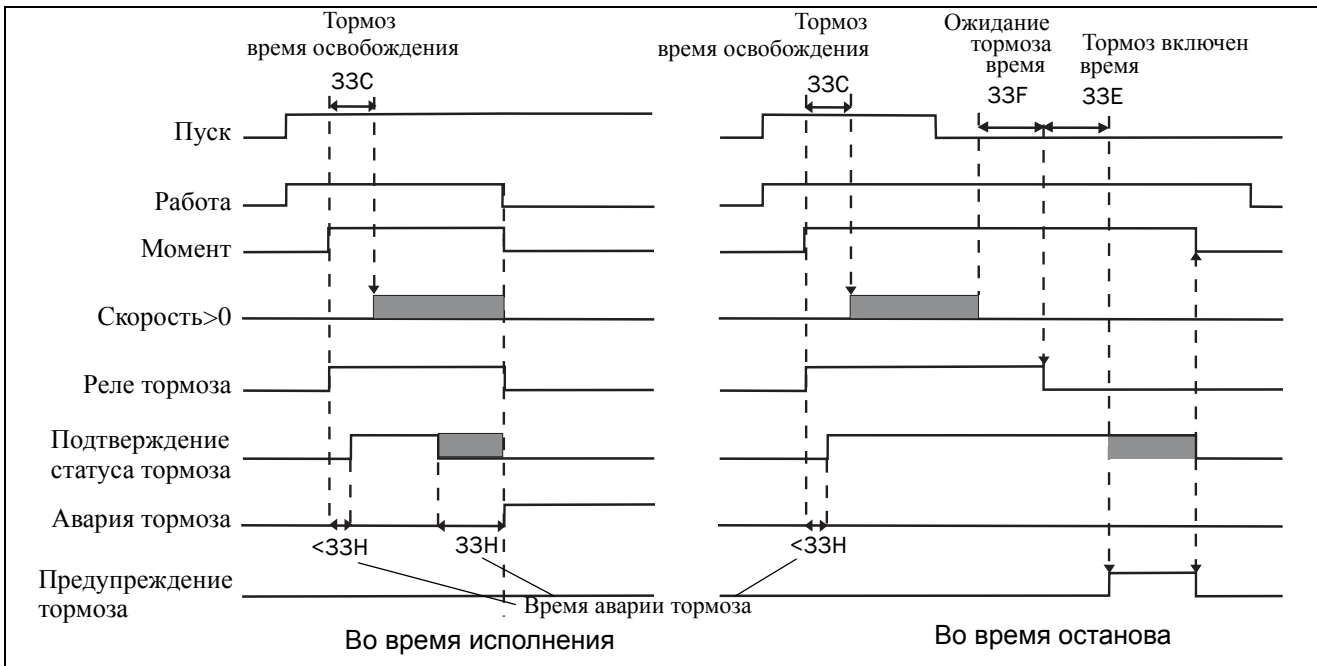 Тормоз
время освобождения
33C
Тормоз
время освобождения
33C
Ожидание
тормоза
время
33F
Тормоз включен
время
33E
Пуск
Работа
Момент
Скорость>0
Реле тормоза
Подтверждение
статуса тормоза
Авария тормоза
<33H
33H
<33H
Предупреждение
тормоза
Время аварии тормоза
Во время исполнения
Во время останова